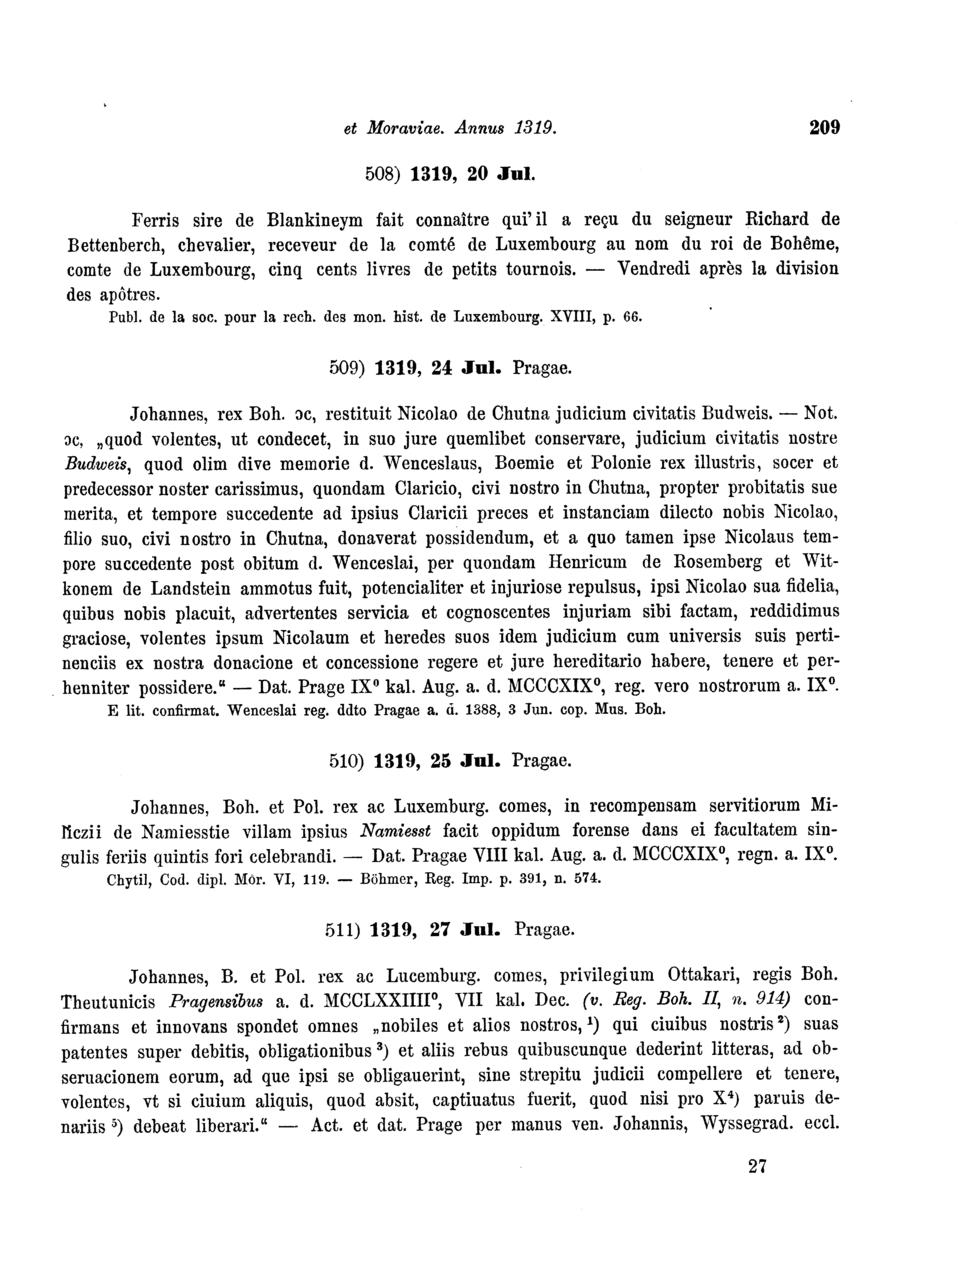 et Moraviae. Annus 1319. 209
508) 1319, 20 Jul.
Ferris sire de Blankineym fait connaître qui' il a reçu du seigneur Richard de
Bettenberch, chevalier, receveur de la comté de Luxembourg au nom du roi de Bohême,
comte de Luxembourg, cinq cents livres de petits tournois. — Vendredi après la division
des apôtres.
Publ. de la soc. pour la rech. des mon. hist. de Luxembourg. XVIII, p. 66.
509) 1319, 24 Jul. Pragae.
Johannes, rex Boh. ɔc, restituit Nicolao de Chutna judicium civitatis Budweis. — Not.
ɔc, „quod volentes, ut condecet, in suo jure quemlibet conservare, judicium civitatis nostre
Budweis, quod olim dive memorie d. Wenceslaus, Boemie et Polonie rex illustris, socer et
predecessor noster carissimus, quondam Claricio, civi nostro in Chutna, propter probitatis sue
merita, et tempore succedente ad ipsius Claricii preces et instanciam dilecto nobis Nicolao,
filio suo, civi nostro in Chutna, donaverat possidendum, et a quo tamen ipse Nicolaus tem-
pore succedente post obitum d. Wenceslai, per quondam Henricum de Rosemberg et Wit-
konem de Landstein ammotus fuit, potencialiter et injuriose repulsus, ipsi Nicolao sua fidelia,
quibus nobis placuit, advertentes servicia et cognoscentes injuriam sibi factam, reddidimus
graciose, volentes ipsum Nicolaum et heredes suos idem judicium cum universis suis perti-
nenciis ex nostra donacione et concessione regere et jure hereditario habere, tenere et per-
henniter possidere.“ — Dat. Prage IX⁰ kal. Aug. a. d. MCCCXIX⁰, reg. vero nostrorum a. IX⁰.
E lit. confirmat. Wenceslai reg. ddto Pragae a. d. 1388, 3 Jun. cop. Mus. Boh.
510) 1319, 25 Jul. Pragae.
Johannes, Boh. et Pol. rex ac Luxemburg. comes, in recompensam servitiorum Mi-
liczii de Namiesstie villam ipsius Namiesst facit oppidum forense dans ei facultatem sin-
gulis feriis quintis fori celebrandi. — Dat. Pragae VIII kal. Aug. a. d. MCCCXIX⁰, regn. a. IX⁰.
Chytil, Cod. dipl. Mor. VI, 119. — Böhmer, Reg. Imp. p. 391, n. 574.
511) 1319, 27 Jul. Pragae.
Johannes, B. et Pol. rex ac Lucemburg. comes, privilegium Ottakari, regis Boh.
Theutunicis Pragensibus a. d. MCCLXXIIII⁰, VII kal. Dec. (v. Reg. Boh. II, n. 914) con-
firmans et innovans spondet omnes „nobiles et alios nostros, ¹) qui ciuibus nostris ²) suas
patentes super debitis, obligationibus ³) et aliis rebus quibuscunque dederint litteras, ad ob-
seruacionem eorum, ad que ipsi se obligauerint, sine strepitu judicii compellere et tenere,
volentes, vt si ciuium aliquis, quod absit, captiuatus fuerit, quod nisi pro X⁴) paruis de-
nariis ⁵) debeat liberari.“ — Act. et dat. Prage per manus ven. Johannis, Wyssegrad. eccl.
27